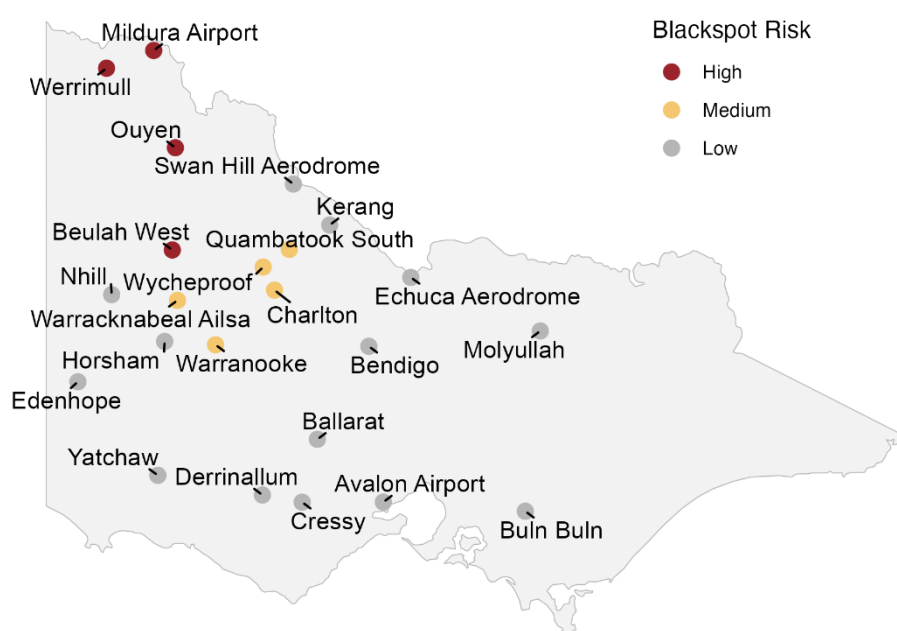 Mildura Airport
Blackspot Risk
Werrimull
High
Medium
Ouyen
Low
Swan Hill Aerodrome
Kerang
Beulah West
Quambatook South
Nhill
Wycheproof
Echuca Aerodrome
Warracknabeal Ailsa
Charlton
Molyullah
Horsham
Warranooke
Bendigo
Edenhope
Ballarat
Yatchaw
Derrinallum
Avalon Airport
Cressy
Buln Buln